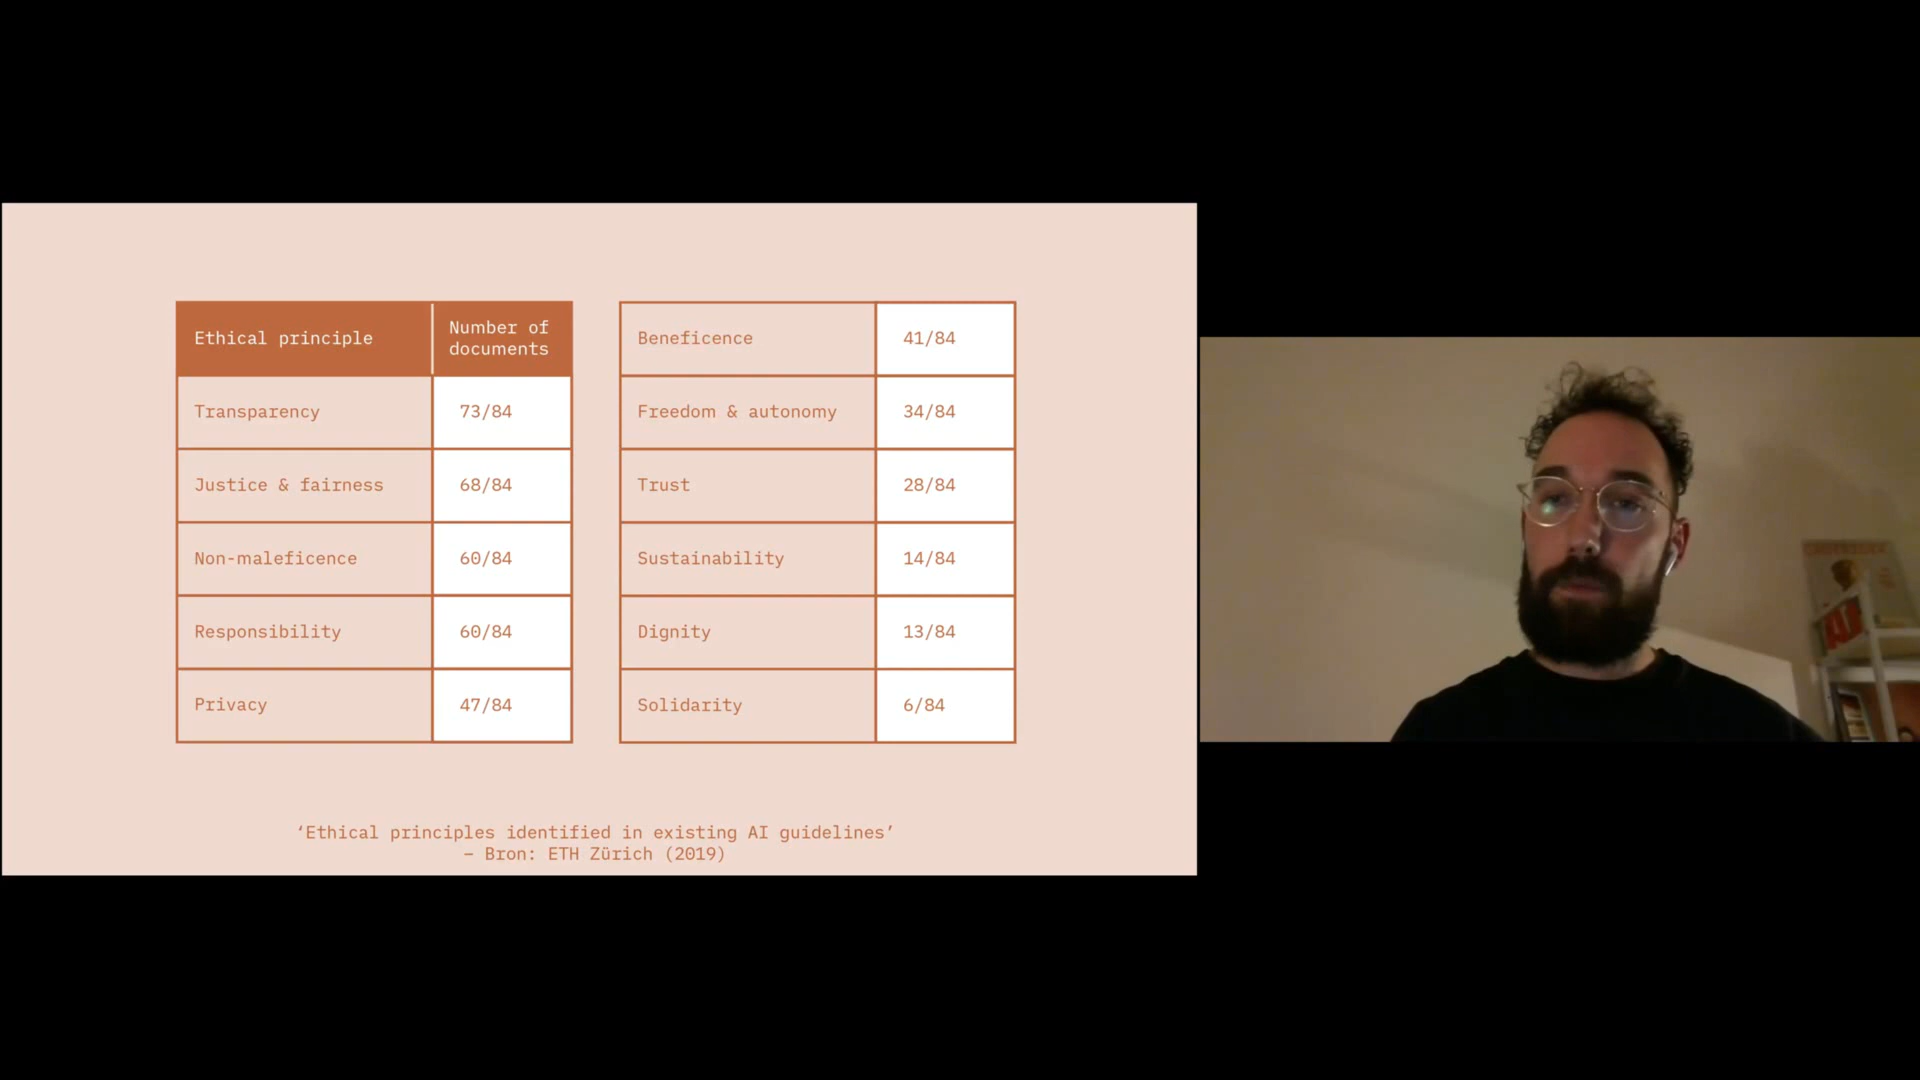 Ethical principle
Number of
documents
Transparency 73/84
Justice & fairness 68/84
Non-maleficence 60/84
Responsibility 60/84
Privacy 47/84
Beneficence 41/84
Freedom & autonomy 34/84
Trust 28/84
Sustainability 14/84
Dignity 13/84
Solidarity 6/84
‘Ethical principles identified in existing AI guidelines’
– Bron: ETH Zürich (2019)